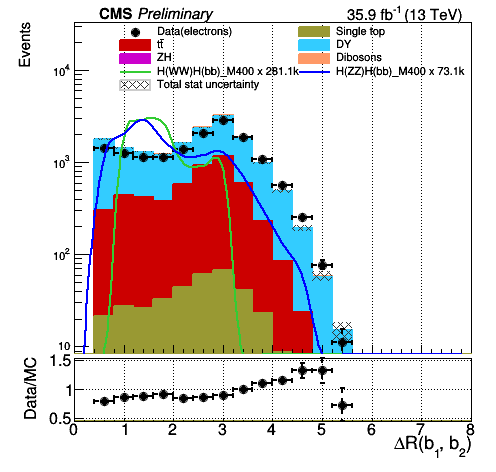 CMS Preliminary 35.9 fb⁻¹ (13 TeV)
Data(electrons) Single top
tt̄ DY
ZH Dibosons
H(WW)H(bb)_M400 x 281.1k H(ZZ)H(bb)_M400 x 73.1k
Total stat uncertainty
Events
10⁴
10³
10²
10
Data/MC
1.5
1
0.5
0 1 2 3 4 5 6 7 8
ΔR(b₁, b₂)